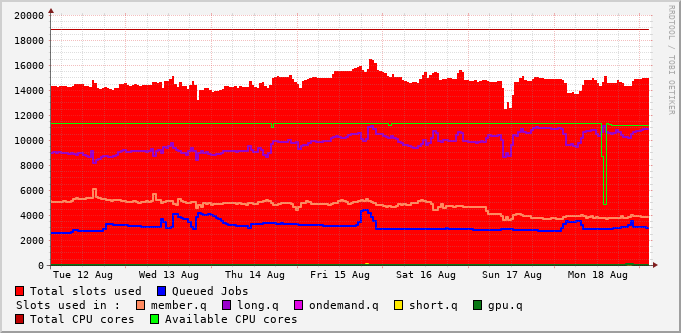 20000
18000
16000
14000
12000
10000
8000
6000
4000
2000
0
Tue 12 Aug Wed 13 Aug Thu 14 Aug Fri 15 Aug Sat 16 Aug Sun 17 Aug Mon 18 Aug
Total slots used Queued Jobs
Slots used in : member.q long.q ondemand.q short.q gpu.q
Total CPU cores Available CPU cores
RRDTOOL / TOBI OETIKER